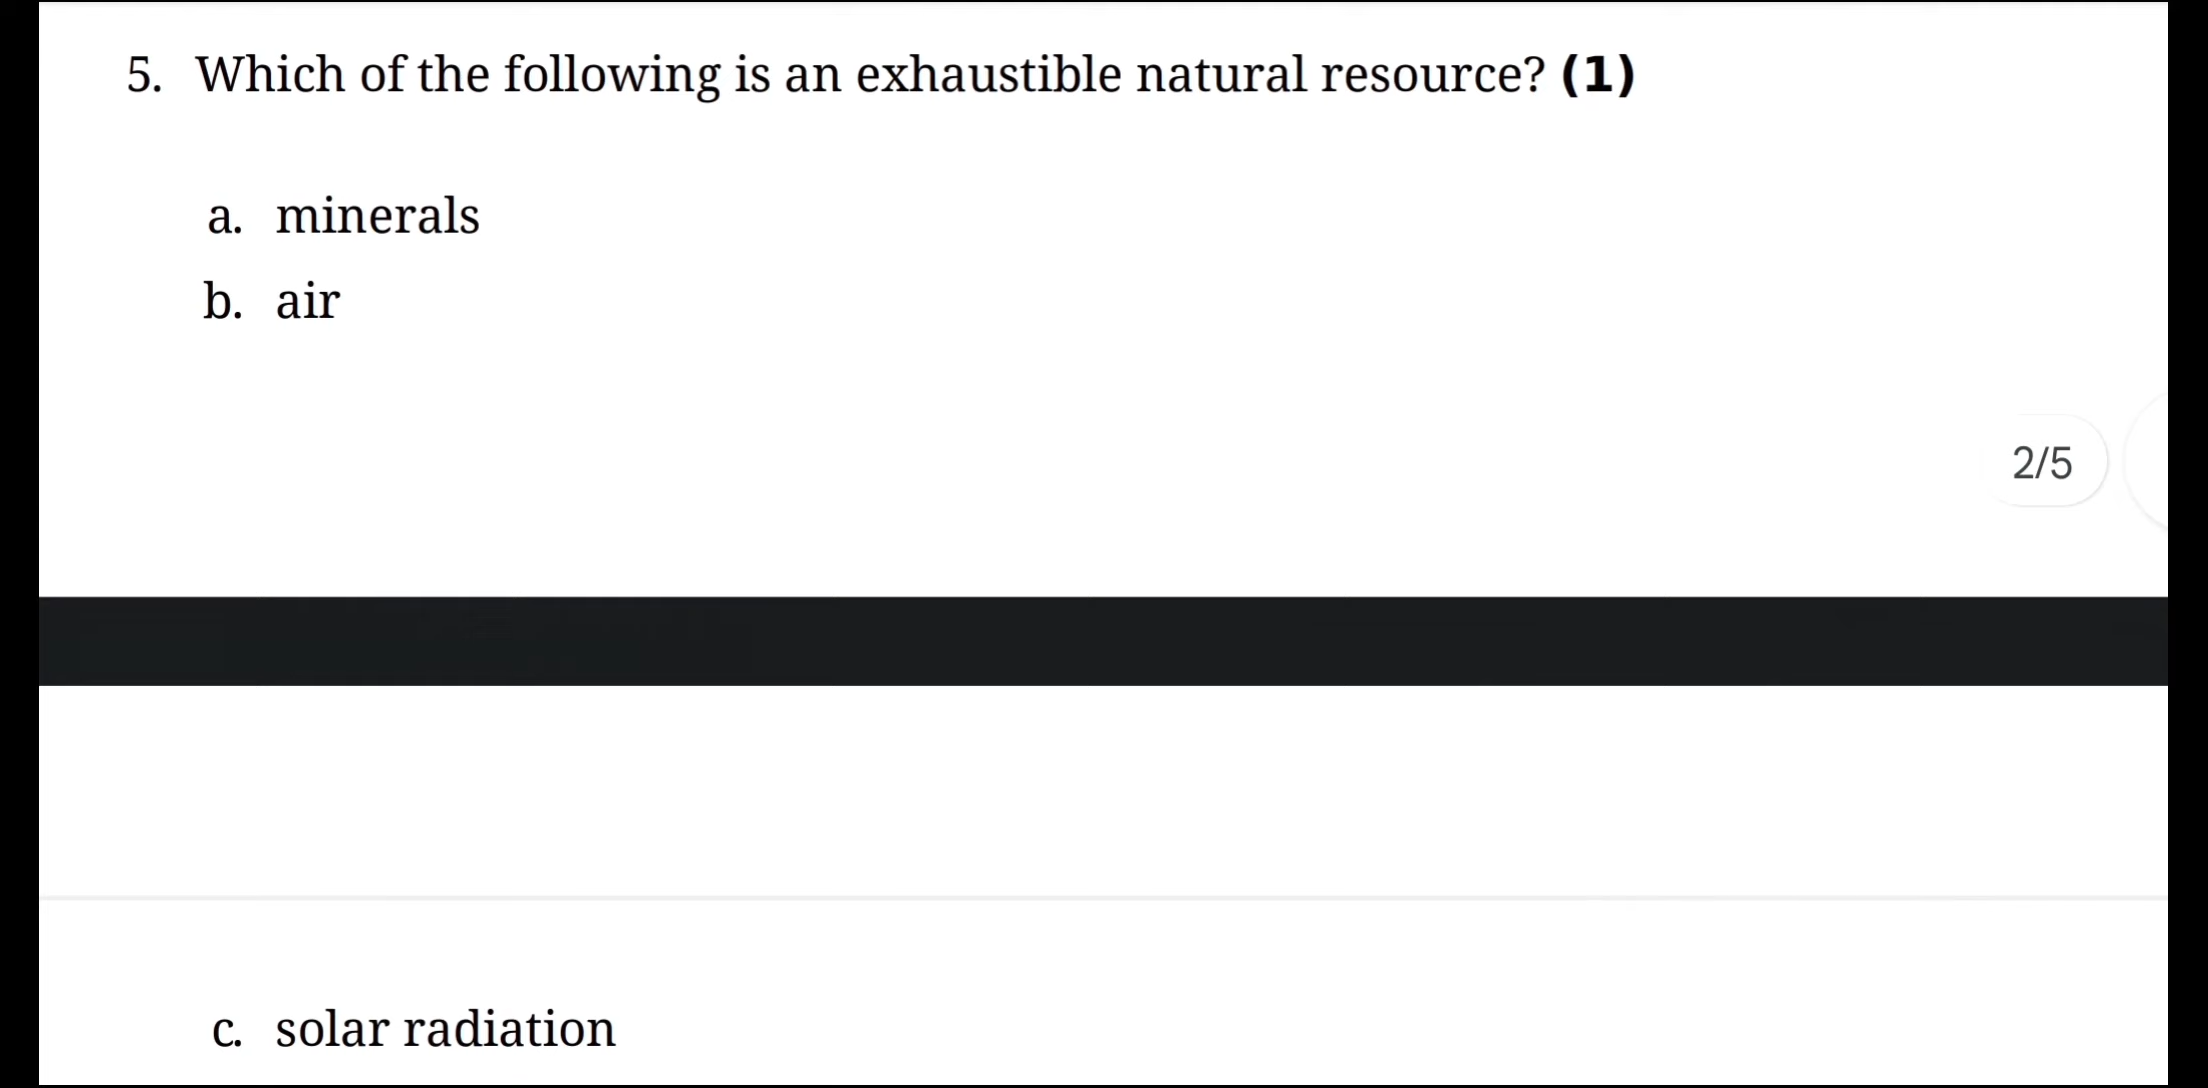 5. Which of the following is an exhaustible natural resource? (1)
a. minerals
b. air
2/5
c. solar radiation